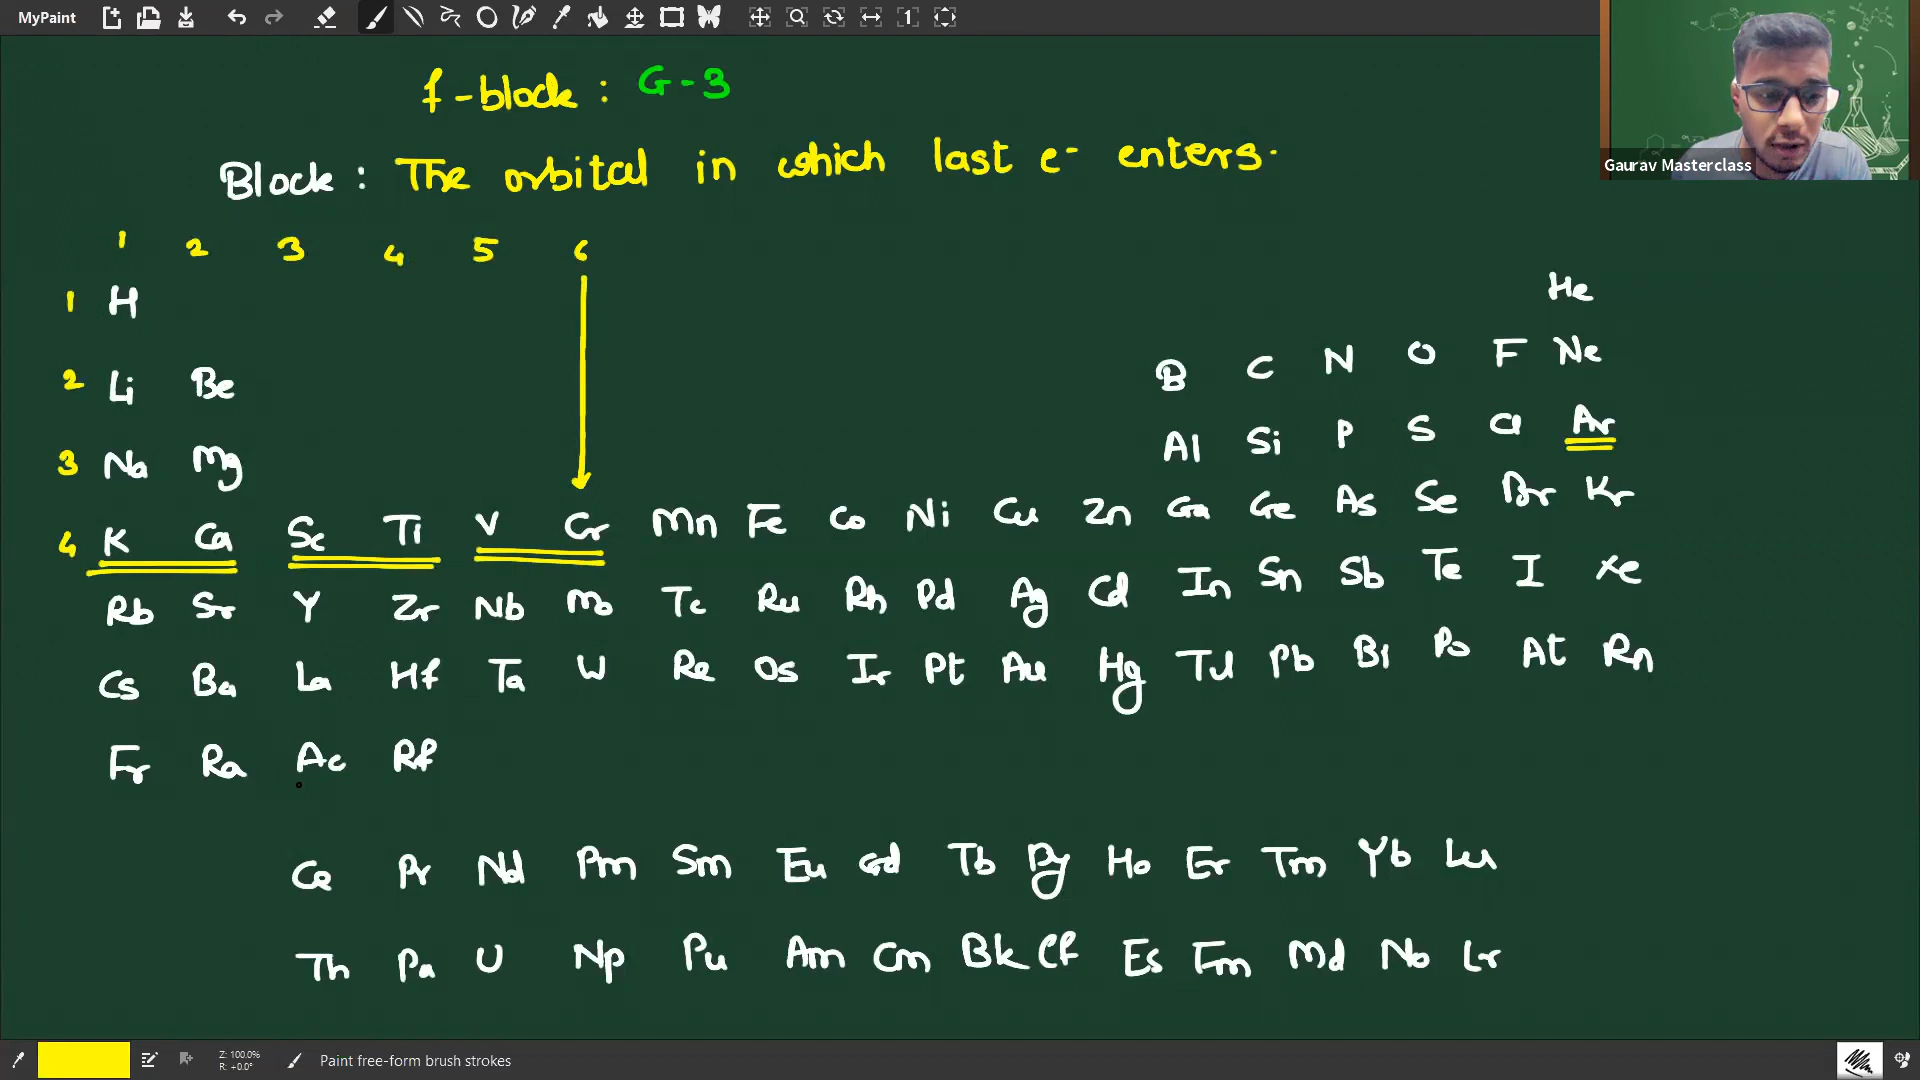 MyPaint
1
Gaurav Masterclass
f-block : G-3
Block : The orbital in which last e- enters.
1 2 3 4 5 6
1 H He
2 Li Be B C N O F Ne
3 Na Mg Al Si P S Cl Ar
4 K Ca Sc Ti V Cr Mn Fe Co Ni Cu Zn Ga Ge As Se Br Kr
Rb Sr Y Zr Nb Mo Tc Ru Rh Pd Ag Cd In Sn Sb Te I Xe
Cs Ba La Hf Ta W Re Os Ir Pt Au Hg Tl Pb Bi Po At Rn
Fr Ra Ac Rf
Ce Pr Nd Pm Sm Eu Gd Tb Dy Ho Er Tm Yb Lu
Th Pa U Np Pu Am Cm Bk Cf Es Fm Md No Lr
Z: 100.0%
R: +0.0°
Paint free-form brush strokes